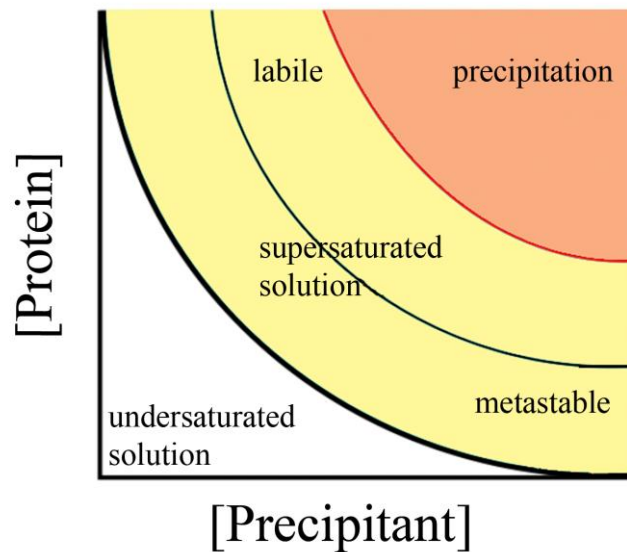 labile
precipitation
[Protein]
supersaturated
solution
metastable
undersaturated
solution
[Precipitant]